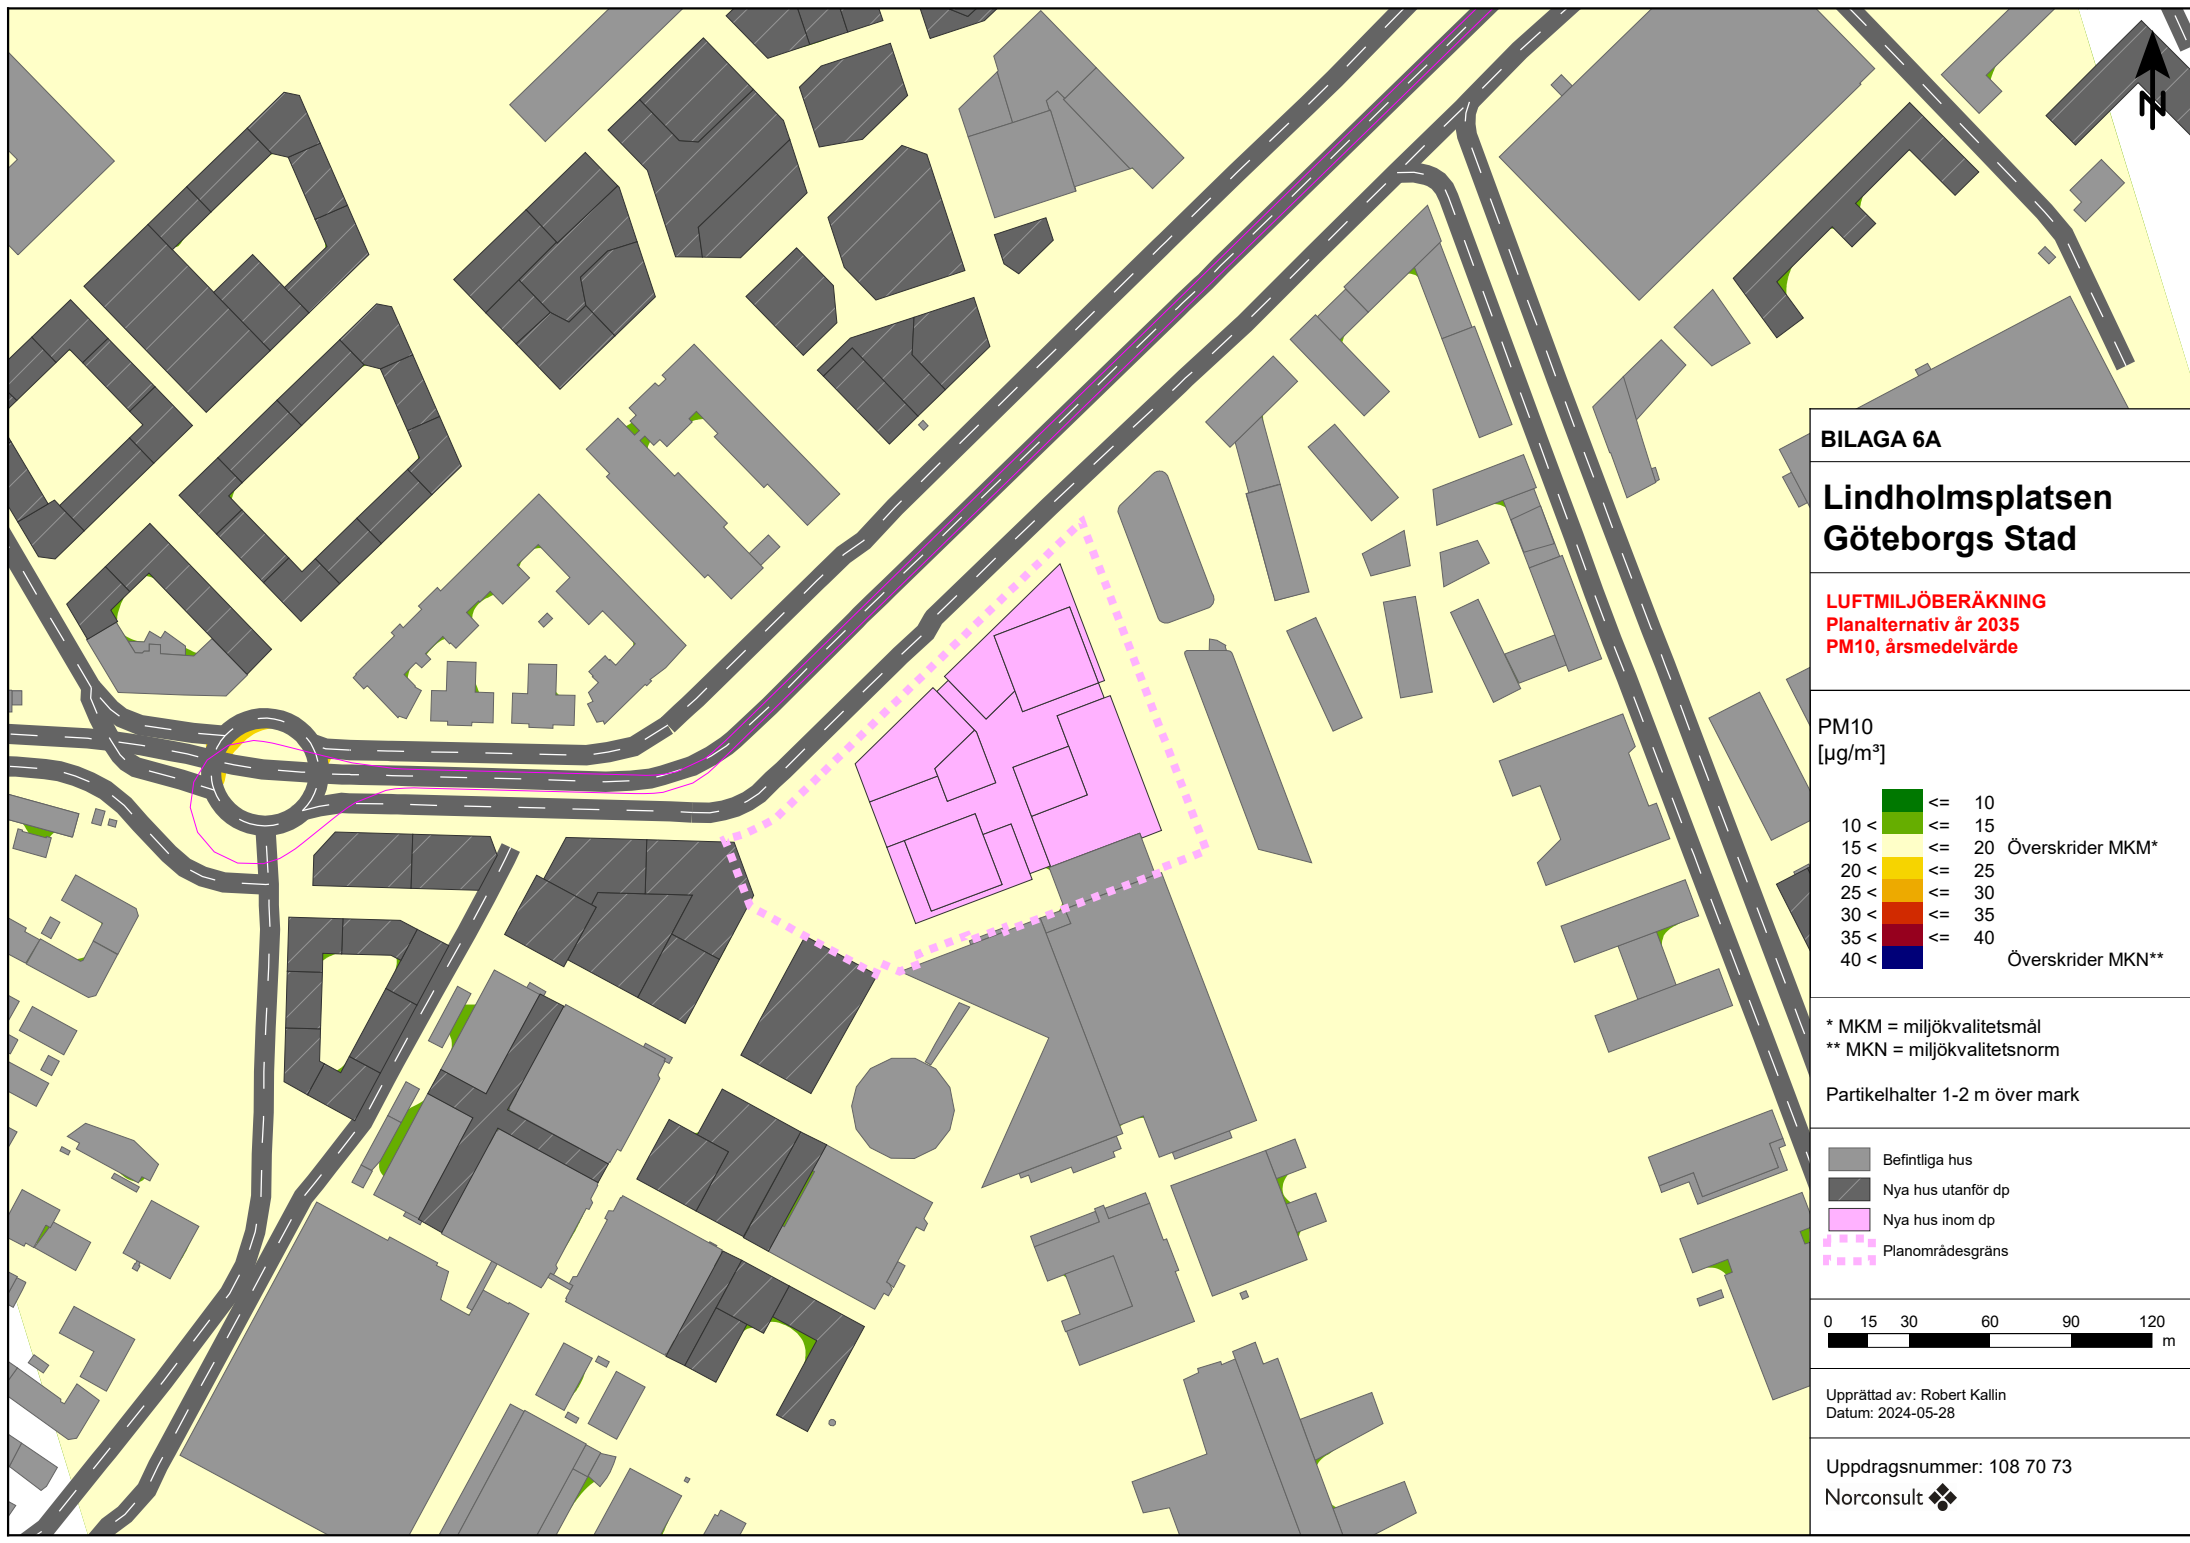 N
BILAGA 6A
Lindholmsplatsen
Göteborgs Stad
LUFTMILJÖBERÄKNING
Planalternativ år 2035
PM10, årsmedelvärde
PM10
[µg/m³]
<= 10
10 < <= 15
15 < <= 20 Överskrider MKM*
20 < <= 25
25 < <= 30
30 < <= 35
35 < <= 40
40 < Överskrider MKN**
* MKM = miljökvalitetsmål
** MKN = miljökvalitetsnorm
Partikelhalter 1-2 m över mark
Befintliga hus
Nya hus utanför dp
Nya hus inom dp
Planområdesgräns
0 15 30 60 90 120
m
Upprättad av: Robert Kallin
Datum: 2024-05-28
Uppdragsnummer: 108 70 73
Norconsult